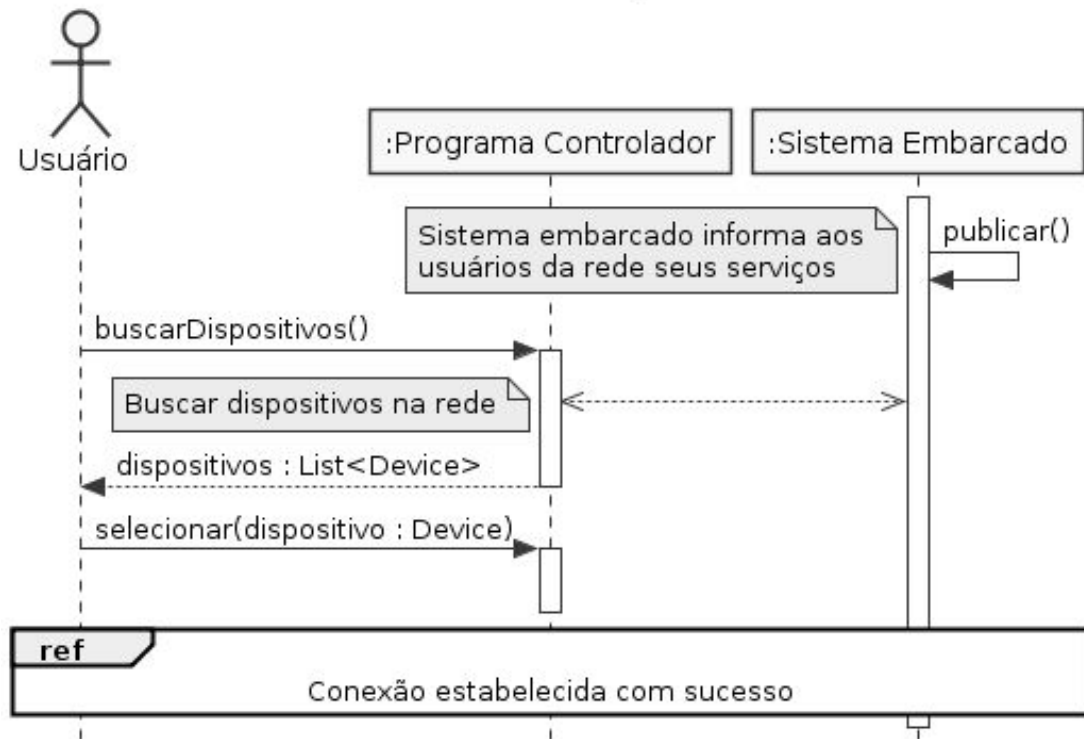 Usuário
:Programa Controlador
:Sistema Embarcado
Sistema embarcado informa aos
usuários da rede seus serviços
publicar()
buscarDispositivos()
Buscar dispositivos na rede
dispositivos : List<Device>
selecionar(dispositivo : Device)
ref
Conexão estabelecida com sucesso